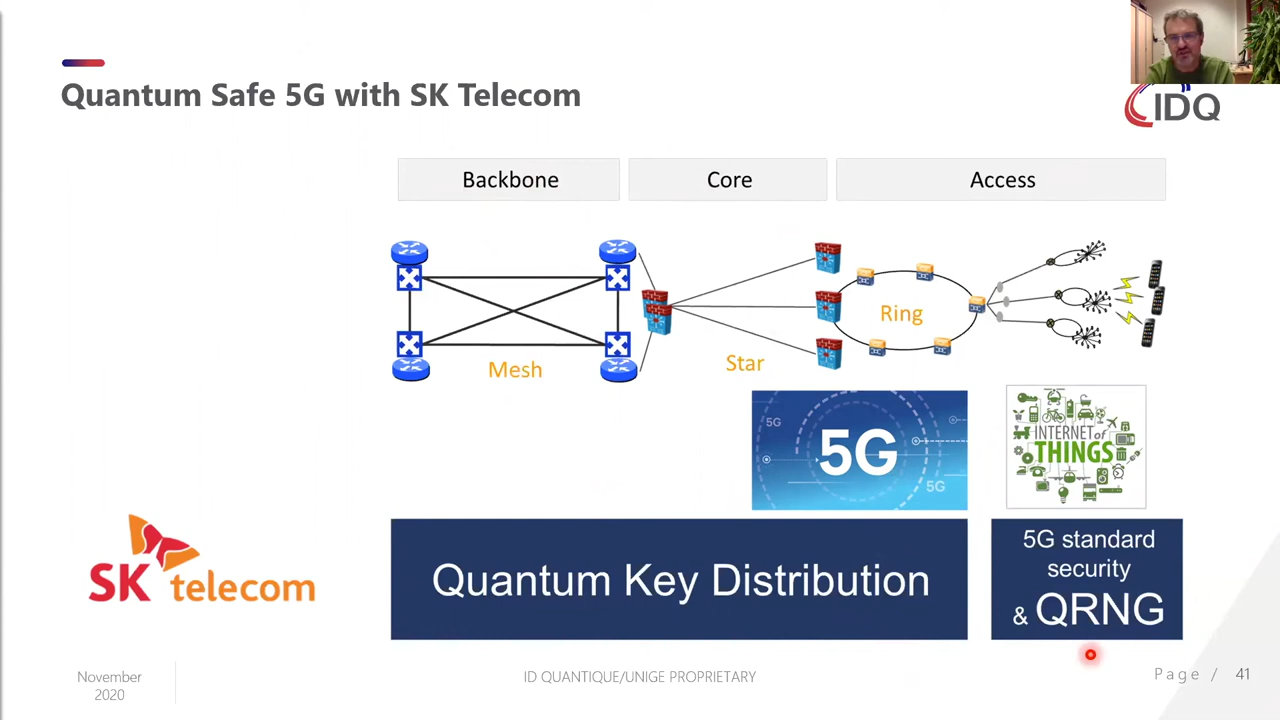 Quantum Safe 5G with SK Telecom
IDQ
Backbone
Core
Access
Mesh
Star
Ring
5G
5G
5G
INTERNET of
THINGS
SK telecom
Quantum Key Distribution
5G standard
security
& QRNG
November
2020
ID QUANTIQUE/UNIGE PROPRIETARY
Page / 41